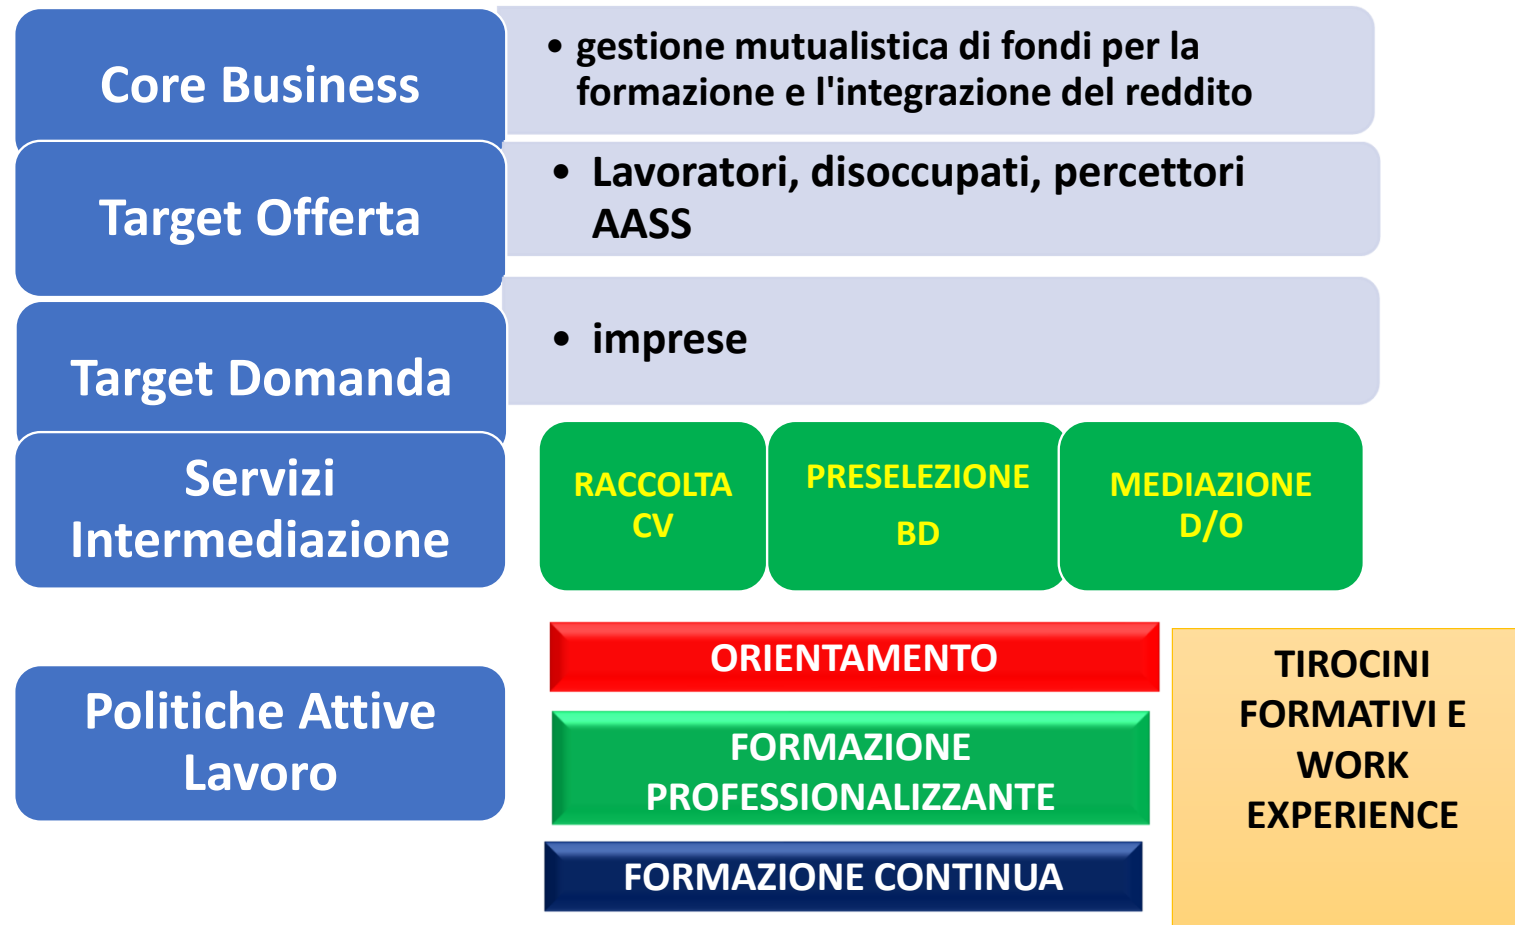 Core Business
• gestione mutualistica di fondi per la
formazione e l'integrazione del reddito
Target Offerta
• Lavoratori, disoccupati, percettori
AASS
Target Domanda
• imprese
Servizi
Intermediazione
RACCOLTA
CV
PRESELEZIONE
BD
MEDIAZIONE
D/O
Politiche Attive
Lavoro
ORIENTAMENTO
FORMAZIONE
PROFESSIONALIZZANTE
FORMAZIONE CONTINUA
TIROCINI
FORMATIVI E
WORK
EXPERIENCE